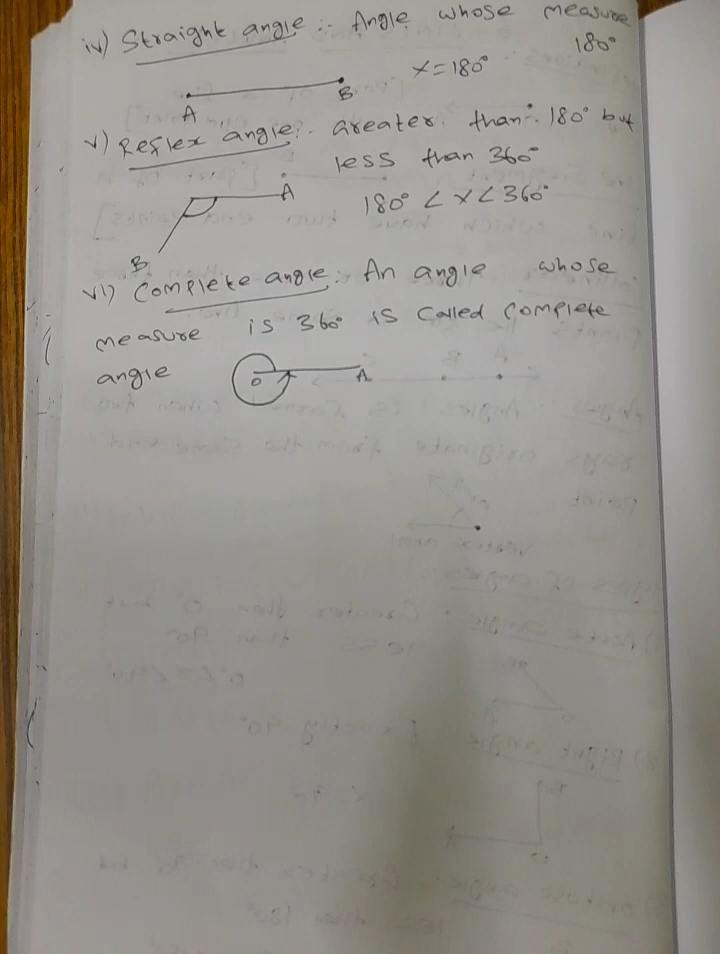 iv) Straight angle :- Angle whose measure
180°
x = 180°
A B
v) Reflex angle :- Greater than 180° but
less than 360°
A
180° < x < 360°
B
vi) Complete angle : An angle whose
measure is 360° is called complete
angle
O A